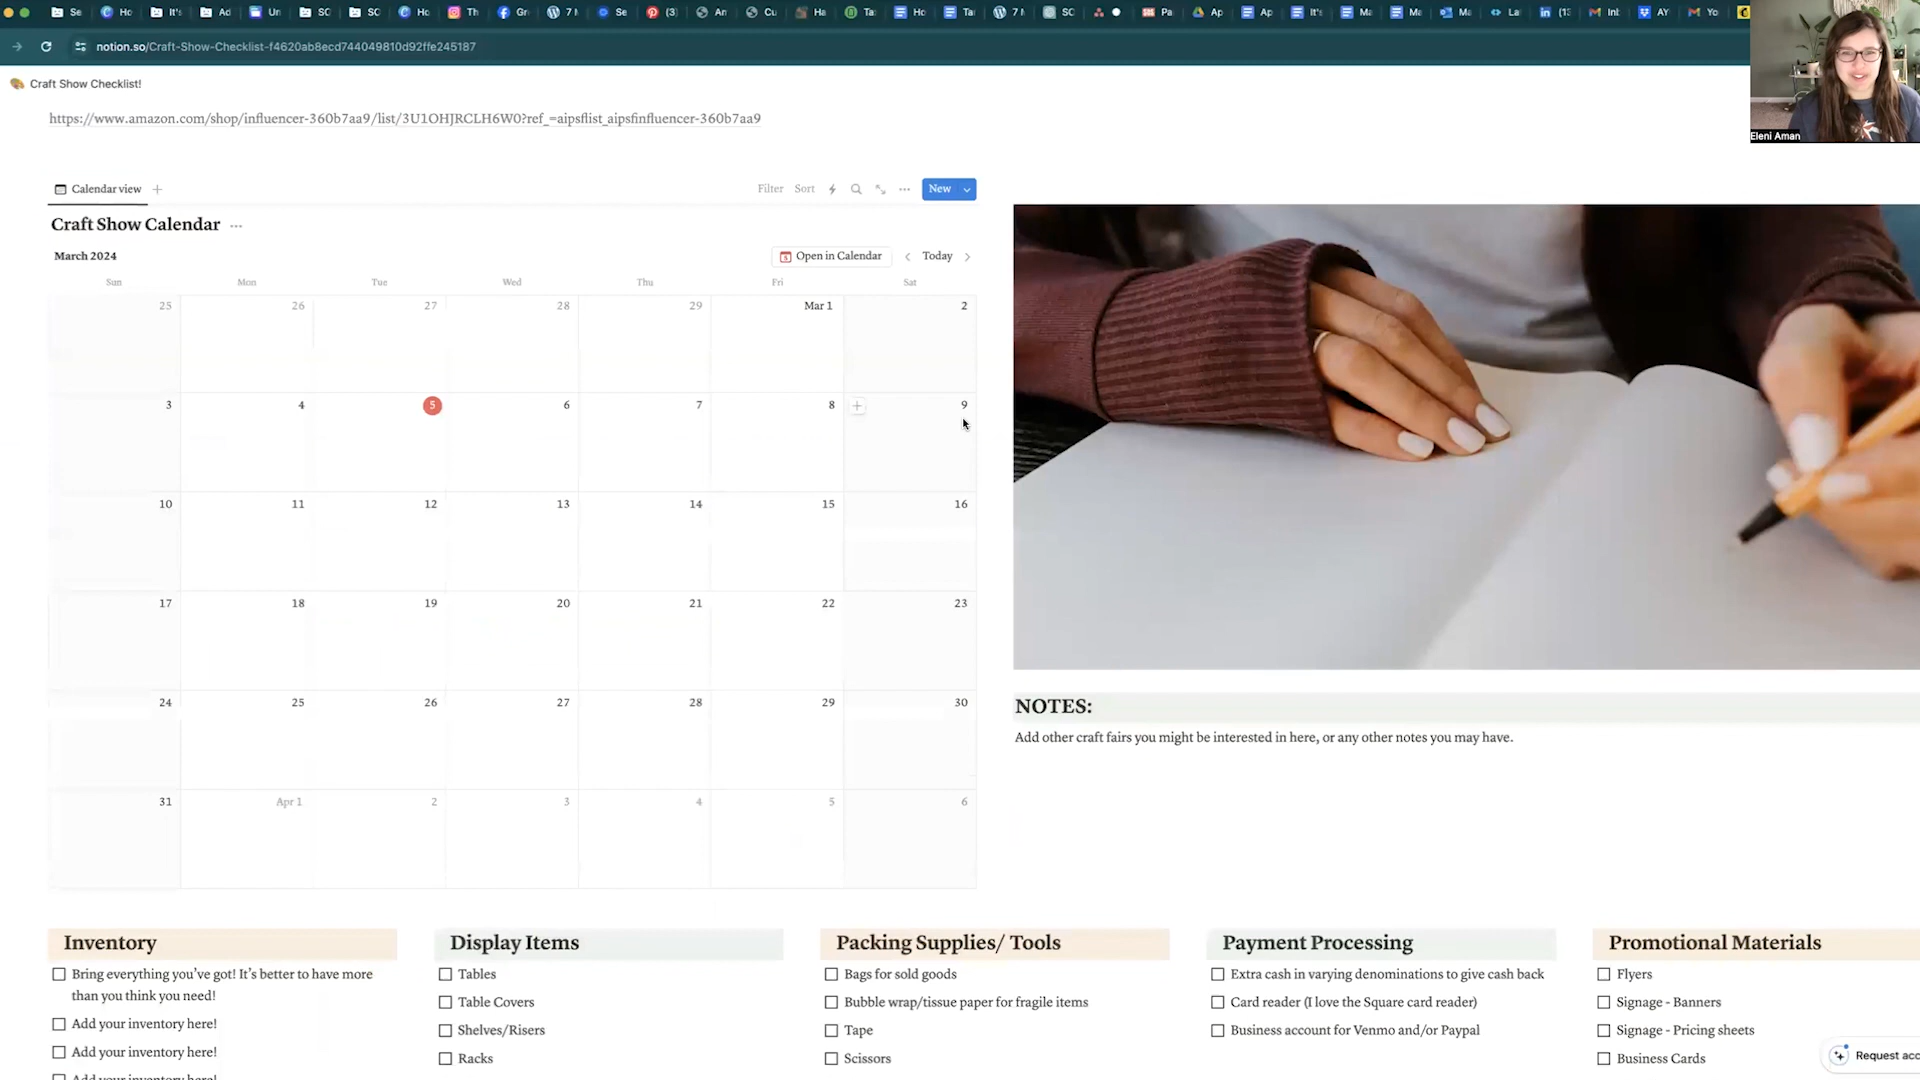 notion.so/Craft-Show-Checklist-f4620ab8ecd744049810d92ffe245187
Craft Show Checklist!
Eleni Aman
https://www.amazon.com/shop/influencer-360b7aa9/list/3U1OHJRCLH6W0?ref_=aipsflist_aipsfinfluencer-360b7aa9
Calendar view
Filter Sort New
Craft Show Calendar
March 2024 Open in Calendar Today
Sun Mon Tue Wed Thu Fri Sat
25 26 27 28 29 Mar 1 2
3 4 5 6 7 8 9
10 11 12 13 14 15 16
17 18 19 20 21 22 23
24 25 26 27 28 29 30
31 Apr 1 2 3 4 5 6
NOTES:
Add other craft fairs you might be interested in here, or any other notes you may have.
Inventory
Bring everything you've got! It's better to have more
than you think you need!
Add your inventory here!
Add your inventory here!
Add your inventory here!
Display Items
Tables
Table Covers
Shelves/Risers
Racks
Packing Supplies/ Tools
Bags for sold goods
Bubble wrap/tissue paper for fragile items
Tape
Scissors
Payment Processing
Extra cash in varying denominations to give cash back
Card reader (I love the Square card reader)
Business account for Venmo and/or Paypal
Promotional Materials
Flyers
Signage - Banners
Signage - Pricing sheets
Business Cards
Request acc